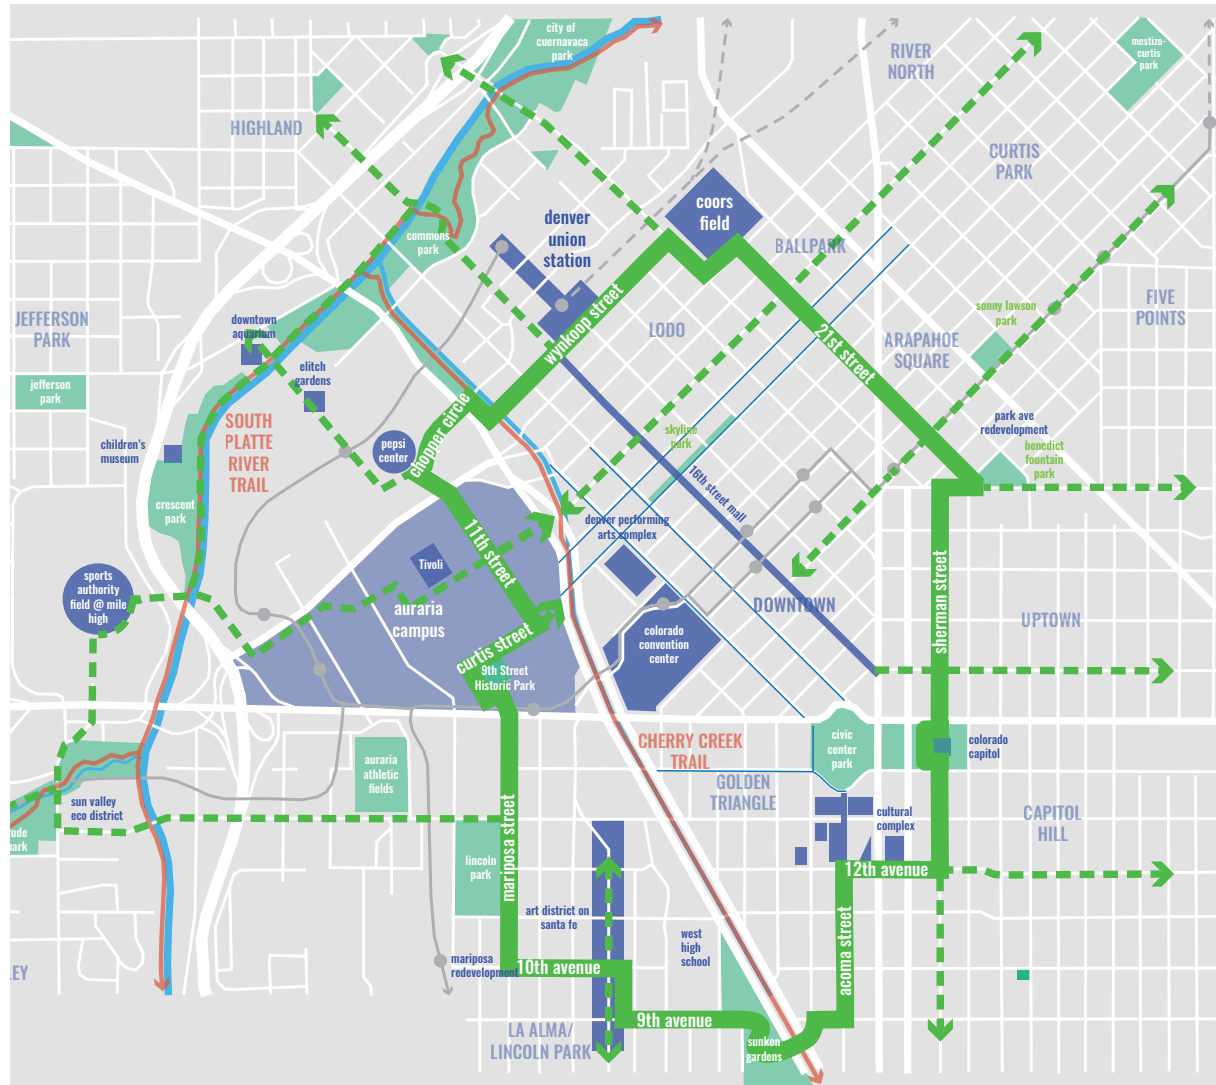 city of
cuernavaca
park
RIVER
NORTH
mestizo-
curtis
park
HIGHLAND
CURTIS
PARK
coors
field
denver
union
station
commons
park
BALLPARK
JEFFERSON
PARK
downtown
aquarium
wynkoop street
LODO
21st street
sonny lawson
park
FIVE
POINTS
ARAPAHOE
SQUARE
elitch
gardens
jefferson
park
SOUTH
PLATTE
RIVER
TRAIL
children's
museum
pepsi
center
chopper circle
skyline
park
park ave
redevelopment
benedict
fountain
park
16th street mall
crescent
park
11th street
denver performing
arts complex
Tivoli
sports
authority
field @ mile
high
auraria
campus
DOWNTOWN
sherman street
UPTOWN
colorado
convention
center
curtis street
9th Street
Historic Park
CHERRY CREEK
TRAIL
civic
center
park
colorado
capitol
auraria
athletic
fields
GOLDEN
TRIANGLE
sun valley
eco district
cultural
complex
CAPITOL
HILL
ude
park
mariposa street
lincoln
park
12th avenue
art district on
santa fe
west
high
school
acoma street
LEY
mariposa
redevelopment
10th avenue
9th avenue
LA ALMA/
LINCOLN PARK
sunken
gardens